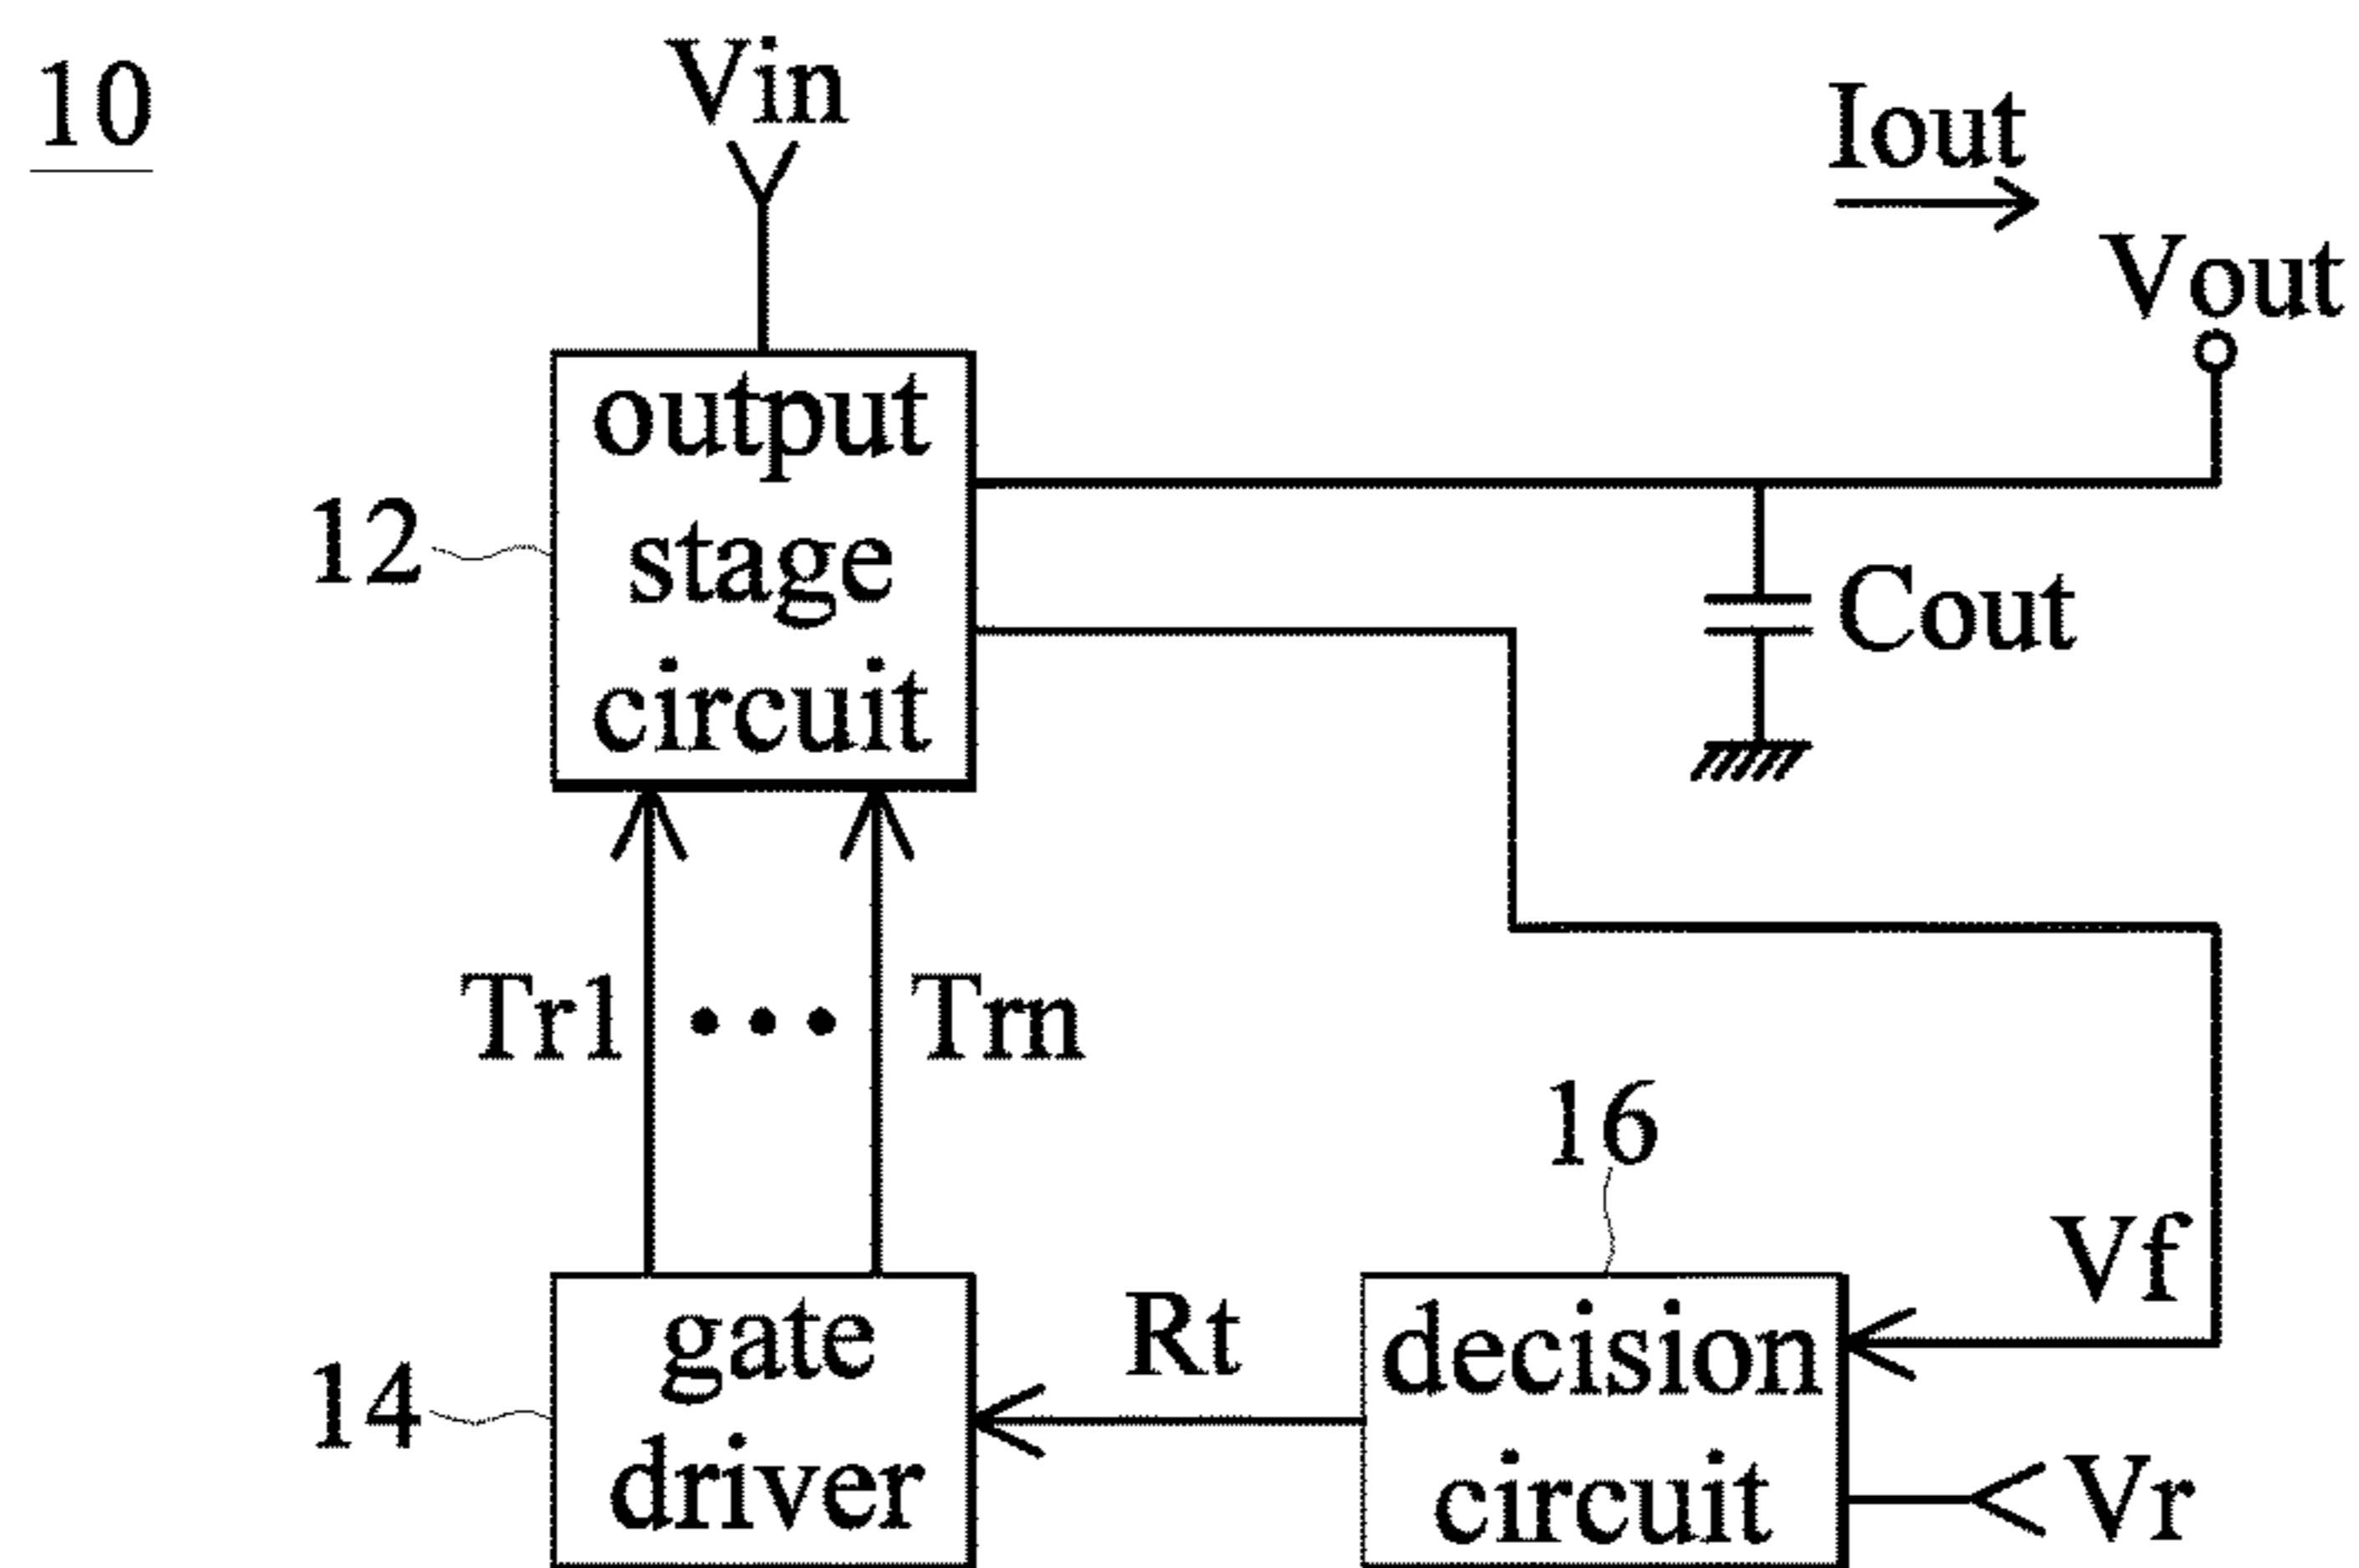 10
Vin
Iout
Vout
output
stage
circuit
12
Cout
Tr1 ••• Trn
16
Vf
gate
driver
14
Rt
decision
circuit
Vr